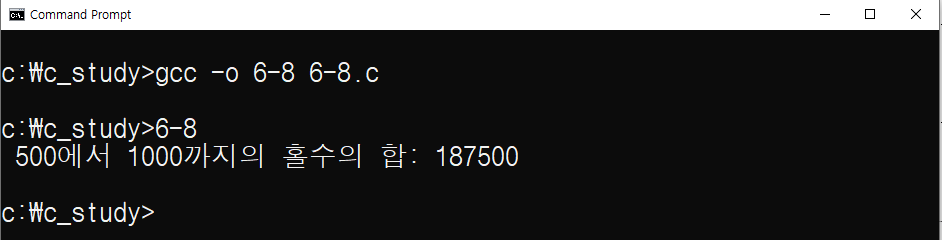 Command Prompt
c:₩c_study>gcc -o 6-8 6-8.c
c:₩c_study>6-8
500에서 1000까지의 홀수의 합: 187500
c:₩c_study>